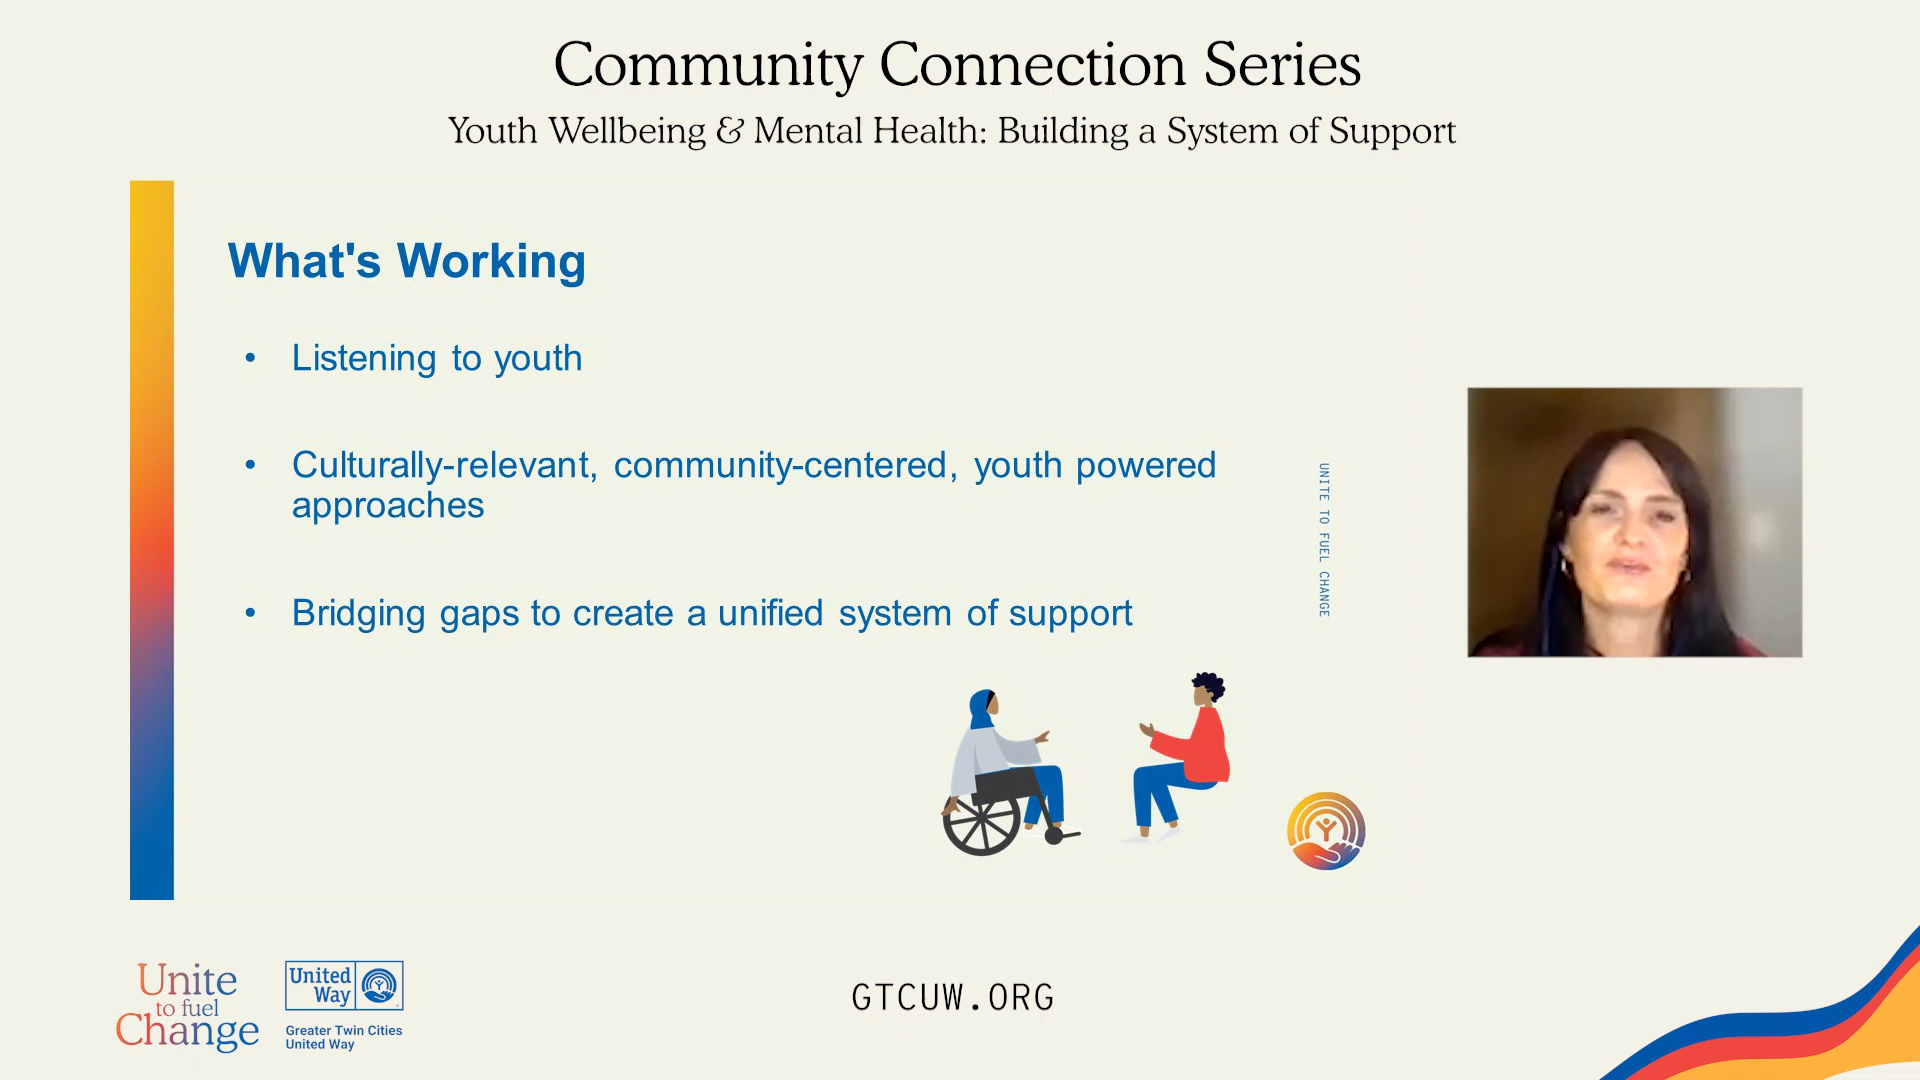 Community Connection Series
Youth Wellbeing & Mental Health: Building a System of Support
What's Working
• Listening to youth
• Culturally-relevant, community-centered, youth powered
approaches
• Bridging gaps to create a unified system of support
UNITE TO FUEL CHANGE
Unite
to fuel
Change
United
Way
Greater Twin Cities
United Way
GTCUW.ORG